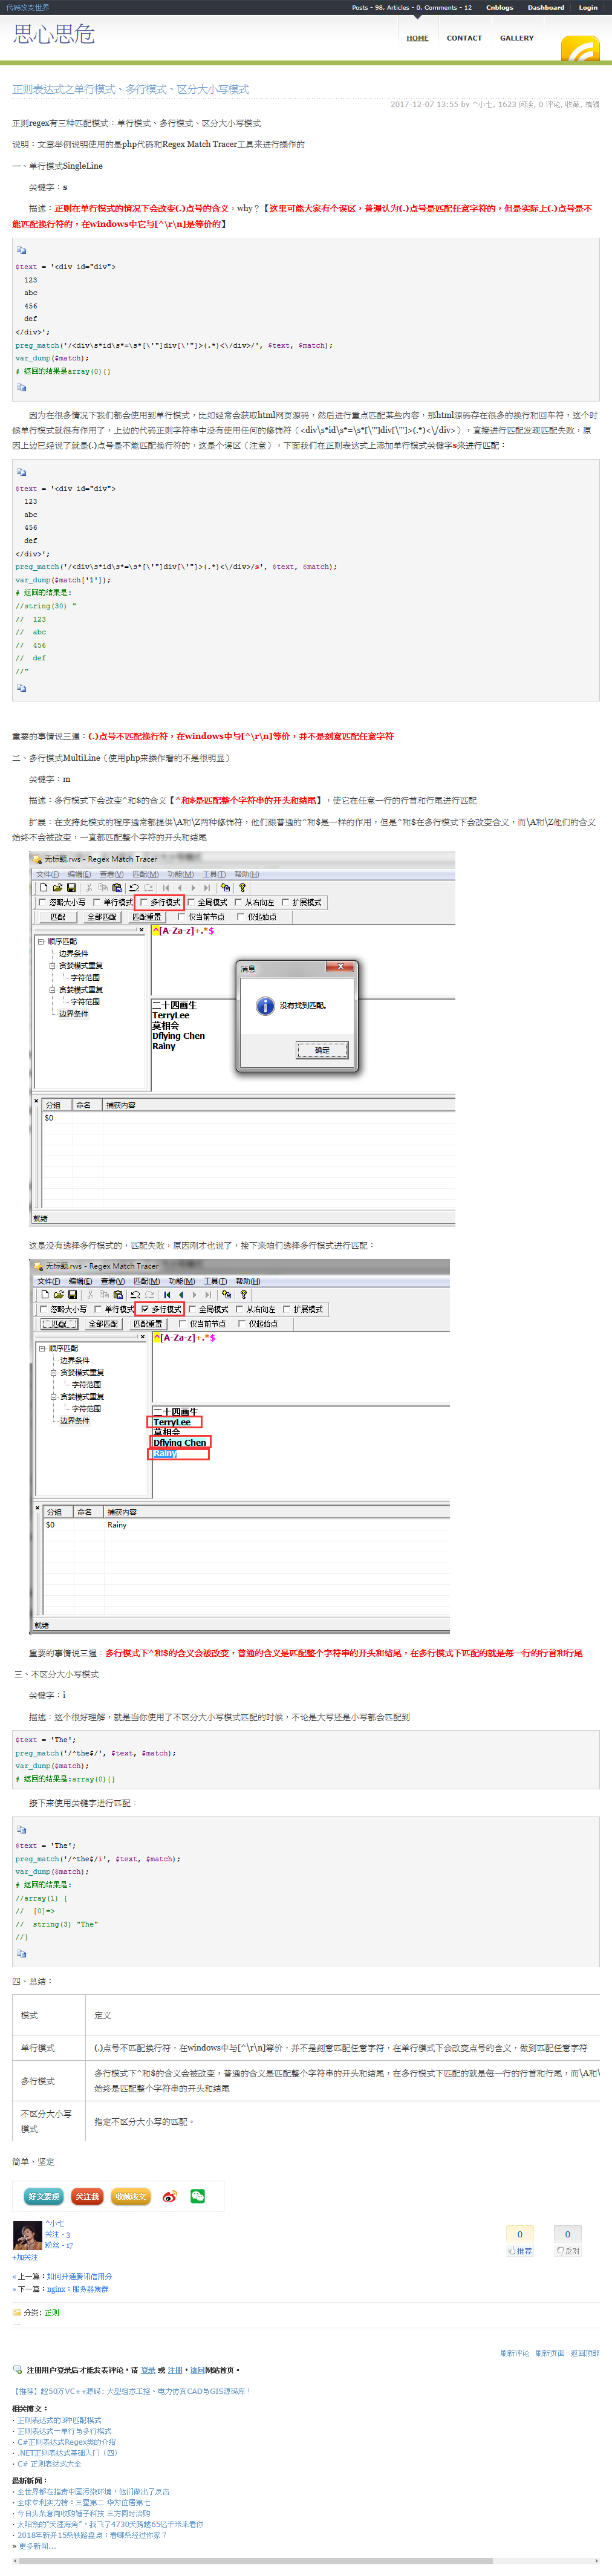 代码改变世界
Posts - 98, Articles - 0, Comments - 12
Cnblogs
Dashboard
Login
思心思危
HOME
CONTACT
GALLERY
正则表达式之单行模式、多行模式、区分大小写模式
2017-12-07 13:55 by ^小七, 1623 阅读, 0 评论, 收藏, 编辑
正则regex有三种匹配模式：单行模式、多行模式、区分大小写模式
说明：文章举例说明使用的是php代码和Regex Match Tracer工具来进行操作的
一、单行模式SingleLine
关键字：s
描述：正则在单行模式的情况下会改变(.)点号的含义，why？【这里可能大家有个误区，普遍认为(.)点号是匹配任意字符的，但是实际上(.)点号是不
能匹配换行符的，在windows中它与[^\r\n]是等价的】
$text = '<div id="div">
123
abc
456
def
</div>';
preg_match('/<div\s*id\s*=\s*[\'"]div[\'"]>(.*)<\/div>/', $text, $match);
var_dump($match);
# 返回的结果是array(0){}
因为在很多情况下我们都会使用到单行模式，比如经常会获取html网页源码，然后进行重点匹配某些内容，那html源码存在很多的换行和回车符，这个时
候单行模式就很有作用了，上边的代码正则字符串中没有使用任何的修饰符（<div\s*id\s*=\s*[\'"]div[\'"]>(.*)<\/div>），直接进行匹配发现匹配失败，原
因上边已经说了就是(.)点号是不能匹配换行符的，这是个误区（注意），下面我们在正则表达式上添加单行模式关键字s来进行匹配：
$text = '<div id="div">
123
abc
456
def
</div>';
preg_match('/<div\s*id\s*=\s*[\'"]div[\'"]>(.*)<\/div>/s', $text, $match);
var_dump($match['1']);
# 返回的结果是:
//string(30) "
//  123
//  abc
//  456
//  def
//"
重要的事情说三遍：(.)点号不匹配换行符，在windows中与[^\r\n]等价，并不是刻意匹配任意字符
二、多行模式MultiLine（使用php来操作看的不是很明显）
关键字：m
描述：多行模式下会改变^和$的含义【^和$是匹配整个字符串的开头和结尾】，使它在任意一行的行首和行尾进行匹配
扩展：在支持此模式的程序通常都提供\A和\Z两种修饰符，他们跟普通的^和$是一样的作用，但是^和$在多行模式下会改变含义，而\A和\Z他们的含义
始终不会被改变，一直都匹配整个字符的开头和结尾
无标题.rws - Regex Match Tracer
文件(F) 编辑(E) 查看(V) 匹配(M) 功能(U) 工具(T) 帮助(H)
忽略大小写 单行模式 多行模式 全局模式 从右向左 扩展模式
匹配 全部匹配 匹配重置 仅当前节点 仅起始点
顺序匹配
边界条件
贪婪模式重复
字符范围
贪婪模式重复
字符范围
边界条件
^[A-Za-z]+.*$
消息
没有找到匹配。
确定
二十四画生
TerryLee
莫相会
Dflying Chen
Rainy
分组 命名 捕获内容
$0
就绪
这是没有选择多行模式的，匹配失败，原因刚才也说了，接下来咱们选择多行模式进行匹配：
无标题.rws - Regex Match Tracer
文件(F) 编辑(E) 查看(V) 匹配(M) 功能(U) 工具(T) 帮助(H)
忽略大小写 单行模式 多行模式 全局模式 从右向左 扩展模式
匹配 全部匹配 匹配重置 仅当前节点 仅起始点
顺序匹配
边界条件
贪婪模式重复
字符范围
贪婪模式重复
字符范围
边界条件
^[A-Za-z]+.*$
二十四画生
TerryLee
莫相会
Dflying Chen
Rainy
分组 命名 捕获内容
$0 Rainy
就绪
重要的事情说三遍：多行模式下^和$的含义会被改变，普通的含义是匹配整个字符串的开头和结尾，在多行模式下匹配的就是每一行的行首和行尾
三、不区分大小写模式
关键字：i
描述：这个很好理解，就是当你使用了不区分大小写模式匹配的时候，不论是大写还是小写都会匹配到
$text = 'The';
preg_match('/^the$/', $text, $match);
var_dump($match);
# 返回的结果是:array(0){}
接下来使用关键字进行匹配：
$text = 'The';
preg_match('/^the$/i', $text, $match);
var_dump($match);
# 返回的结果是:
//array(1) {
//  [0]=>
//  string(3) "The"
//}
四、总结：
模式 定义
单行模式 (.)点号不匹配换行符，在windows中与[^\r\n]等价，并不是刻意匹配任意字符，在单行模式下会改变点号的含义，做到匹配任意字符
多行模式 多行模式下^和$的含义会被改变，普通的含义是匹配整个字符串的开头和结尾，在多行模式下匹配的就是每一行的行首和行尾，而\A和\
始终是匹配整个字符串的开头和结尾
不区分大小写
模式
指定不区分大小写的匹配。
简单、坚定
好文要顶 关注我 收藏该文
^小七
关注 - 3
粉丝 - 17
+加关注
0
推荐
0
反对
« 上一篇：如何开通腾讯信用分
» 下一篇：nginx：服务器集群
分类: 正则
刷新评论 刷新页面 返回顶部
注册用户登录后才能发表评论，请 登录 或 注册，访问网站首页。
【推荐】超50万VC++源码: 大型组态工控、电力仿真CAD与GIS源码库！
相关博文：
· 正则表达式的3种匹配模式
· 正则表达式—单行与多行模式
· C#正则表达式Regex类的介绍
· .NET正则表达式基础入门（四）
· C# 正则表达式大全
最新新闻：
· 全世界都在指责中国污染环境，他们做出了反击
· 全球专利实力榜：三星第二 华为位居第七
· 今日头条意向收购锤子科技 三方同时洽购
· 太阳系的“天涯海角”，我飞了4730天跨越65亿千米来看你
· 2018年新开15条铁路盘点：看哪条经过你家？
» 更多新闻...